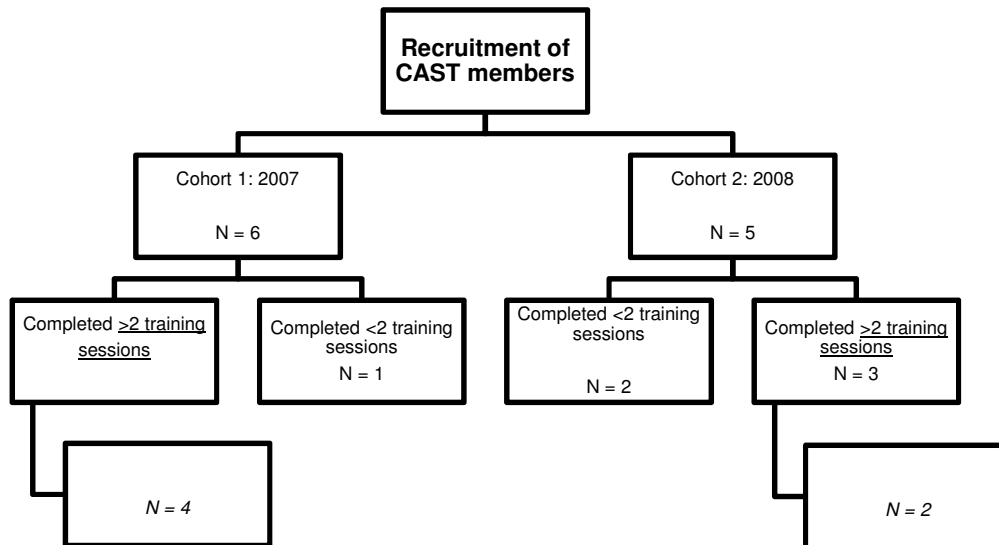 Recruitment of
CAST members
Cohort 1: 2007
N = 6
Cohort 2: 2008
N = 5
Completed >2 training
sessions
Completed <2 training
sessions
N = 1
Completed <2 training
sessions
N = 2
Completed >2 training
sessions
N = 3
N = 4
N = 2